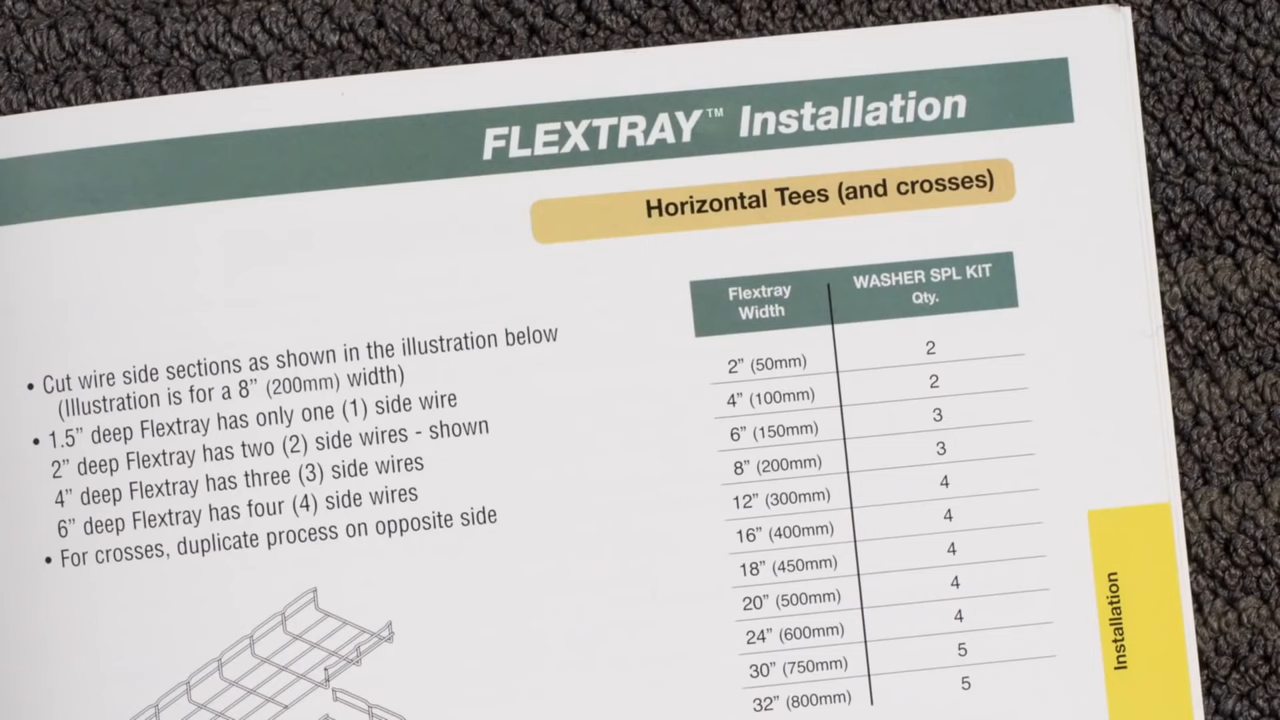 FLEXTRAY™ Installation
Horizontal Tees (and crosses)
• Cut wire side sections as shown in the illustration below
(Illustration is for a 8” (200mm) width)
• 1.5” deep Flextray has only one (1) side wire
2” deep Flextray has two (2) side wires - shown
4” deep Flextray has three (3) side wires
6” deep Flextray has four (4) side wires
• For crosses, duplicate process on opposite side
Flextray Width WASHER SPL KIT Qty.
2” (50mm) 2
4” (100mm) 2
6” (150mm) 3
8” (200mm) 3
12” (300mm) 4
16” (400mm) 4
18” (450mm) 4
20” (500mm) 4
24” (600mm) 4
30” (750mm) 5
32” (800mm) 5
Installation